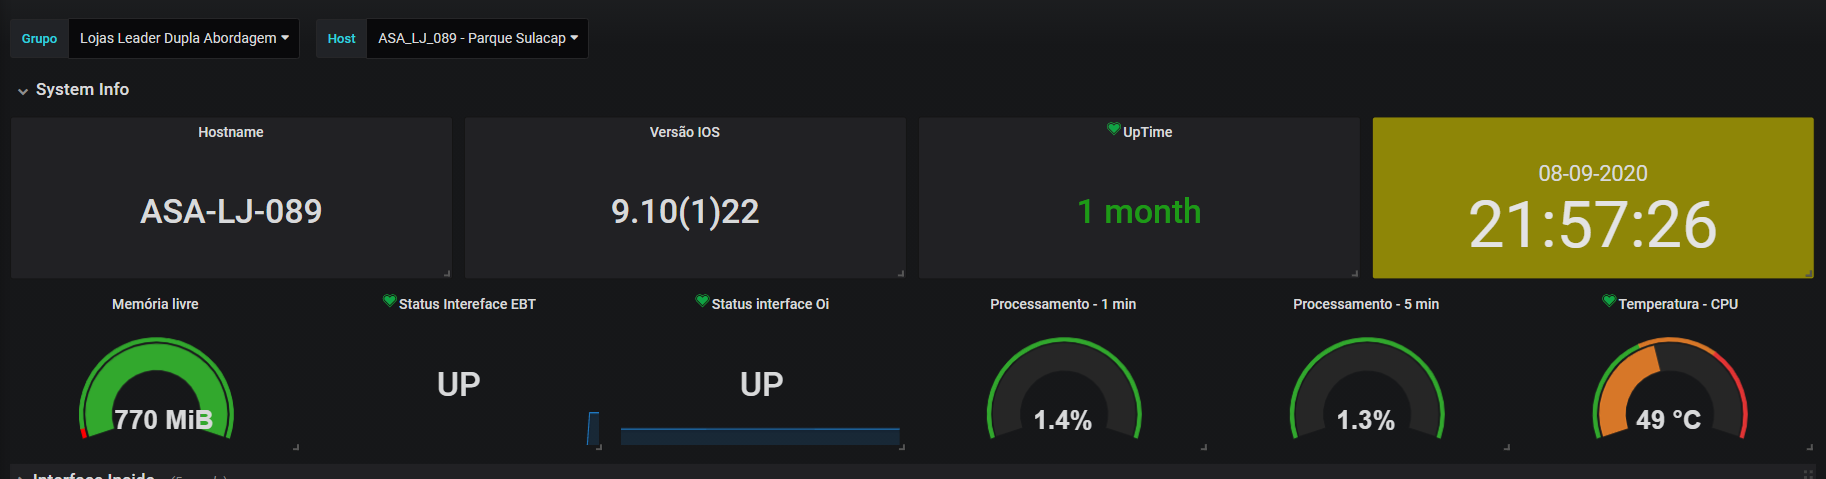 Grupo Lojas Leader Dupla Abordagem Host ASA_LJ_089 - Parque Sulacap
System Info
Hostname
ASA-LJ-089
Versão IOS
9.10(1)22
UpTime
1 month
08-09-2020
21:57:26
Memória livre
770 MiB
Status Intereface EBT
UP
Status interface Oi
UP
Processamento - 1 min
1.4%
Processamento - 5 min
1.3%
Temperatura - CPU
49 °C
Interface Inside